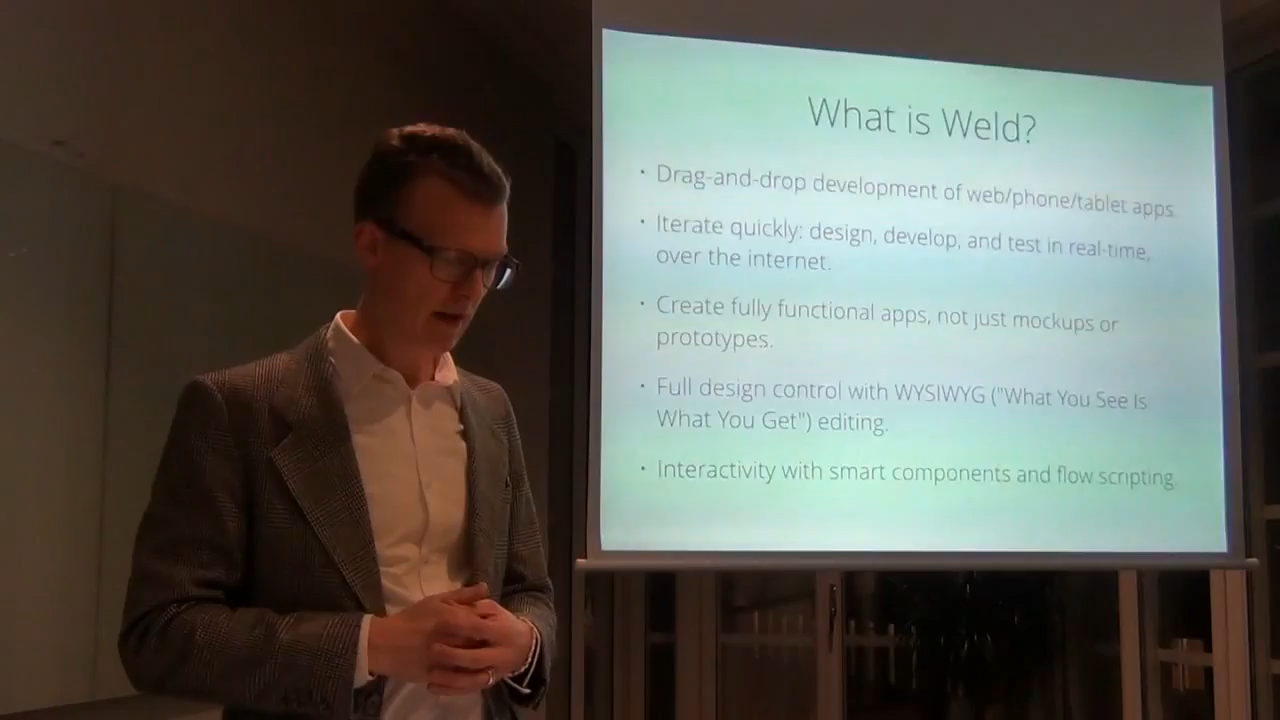 What is Weld?
• Drag-and-drop development of web/phone/tablet apps.
• Iterate quickly: design, develop, and test in real-time,
over the internet.
• Create fully functional apps, not just mockups or
prototypes.
• Full design control with WYSIWYG ("What You See Is
What You Get") editing.
• Interactivity with smart components and flow scripting.